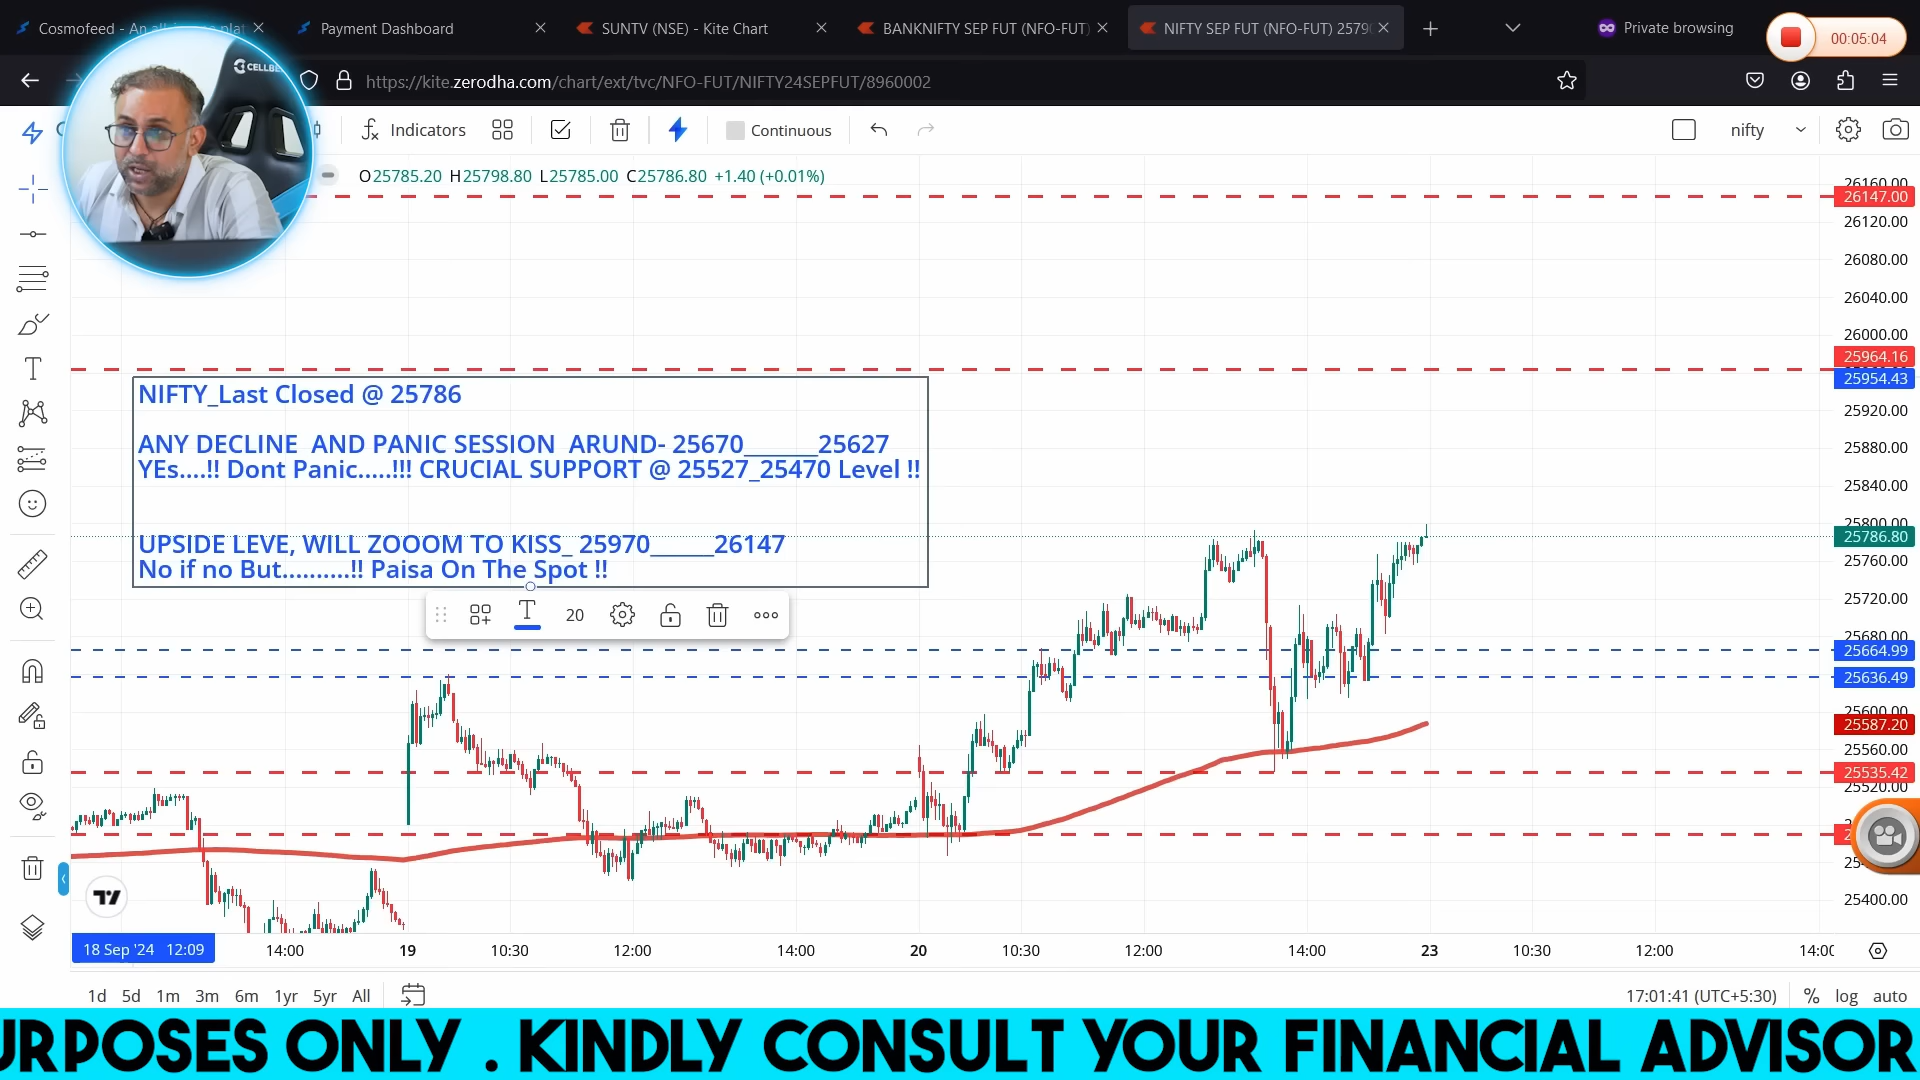 Cosmofeed - An all-in-one plat
Payment Dashboard
SUNTV (NSE) - Kite Chart
BANKNIFTY SEP FUT (NFO-FUT)
NIFTY SEP FUT (NFO-FUT) 2579
Private browsing
00:05:04
https://kite.zerodha.com/chart/ext/tvc/NFO-FUT/NIFTY24SEPFUT/8960002
Indicators
Continuous
nifty
O25785.20 H25798.80 L25785.00 C25786.80 +1.40 (+0.01%)
26160.00
26147.00
26120.00
26080.00
26040.00
26000.00
25964.16
25954.43
25920.00
25880.00
25840.00
25800.00
25786.80
25760.00
25720.00
25680.00
25664.99
25636.49
25600.00
25587.20
25560.00
25535.42
25520.00
25400.00
NIFTY_Last Closed @ 25786
ANY DECLINE AND PANIC SESSION ARUND- 25670______25627
YEs....!! Dont Panic.....!!! CRUCIAL SUPPORT @ 25527_25470 Level !!
UPSIDE LEVE, WILL ZOOOM TO KISS_ 25970_____26147
No if no But..........!! Paisa On The Spot !!
20
18 Sep '24 12:09
14:00 19 10:30 12:00 14:00 20 10:30 12:00 14:00 23 10:30 12:00 14:00
1d 5d 1m 3m 6m 1yr 5yr All
17:01:41 (UTC+5:30) % log auto
URPOSES ONLY . KINDLY CONSULT YOUR FINANCIAL ADVISOR